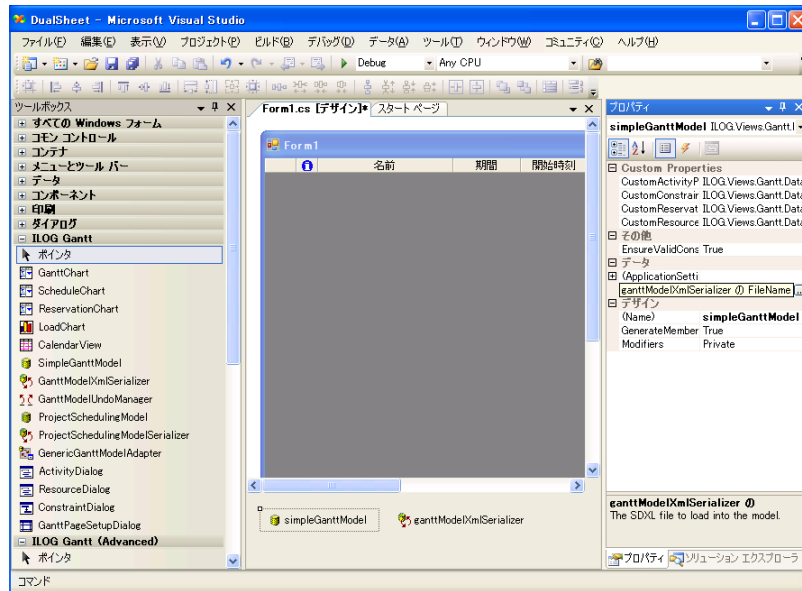 DualSheet - Microsoft Visual Studio
ファイル(F) 編集(E) 表示(V) プロジェクト(P) ビルド(B) デバッグ(D) データ(A) ツール(T) ウィンドウ(W) コミュニティ(C) ヘルプ(H)
Debug Any CPU
ツールボックス
すべての Windows フォーム
コモン コントロール
コンテナ
メニューとツール バー
データ
コンポーネント
印刷
ダイアログ
ILOG Gantt
ポインタ
GanttChart
ScheduleChart
ReservationChart
LoadChart
CalendarView
SimpleGanttModel
GanttModelXmlSerializer
GanttModelUndoManager
ProjectSchedulingModel
ProjectSchedulingModelSerializer
GenericGanttModelAdapter
ActivityDialog
ResourceDialog
ConstraintDialog
GanttPageSetupDialog
ILOG Gantt (Advanced)
ポインタ
Form1.cs [デザイン]* スタート ページ
Form1
名前 期間 開始時刻
simpleGanttModel ganttModelXmlSerializer
プロパティ
simpleGanttModel ILOG.Views.Gantt.
Custom Properties
CustomActivityP ILOG.Views.Gantt.Data
CustomConstrain ILOG.Views.Gantt.Data
CustomReservat ILOG.Views.Gantt.Data
CustomResource ILOG.Views.Gantt.Data
その他
EnsureValidCons True
データ
(ApplicationSetti
ganttModelXmlSerializer の FileName ...
デザイン
(Name) simpleGanttModel
GenerateMember True
Modifiers Private
ganttModelXmlSerializer の
The SDXL file to load into the model.
プロパティ ソリューション エクスプローラ
コマンド